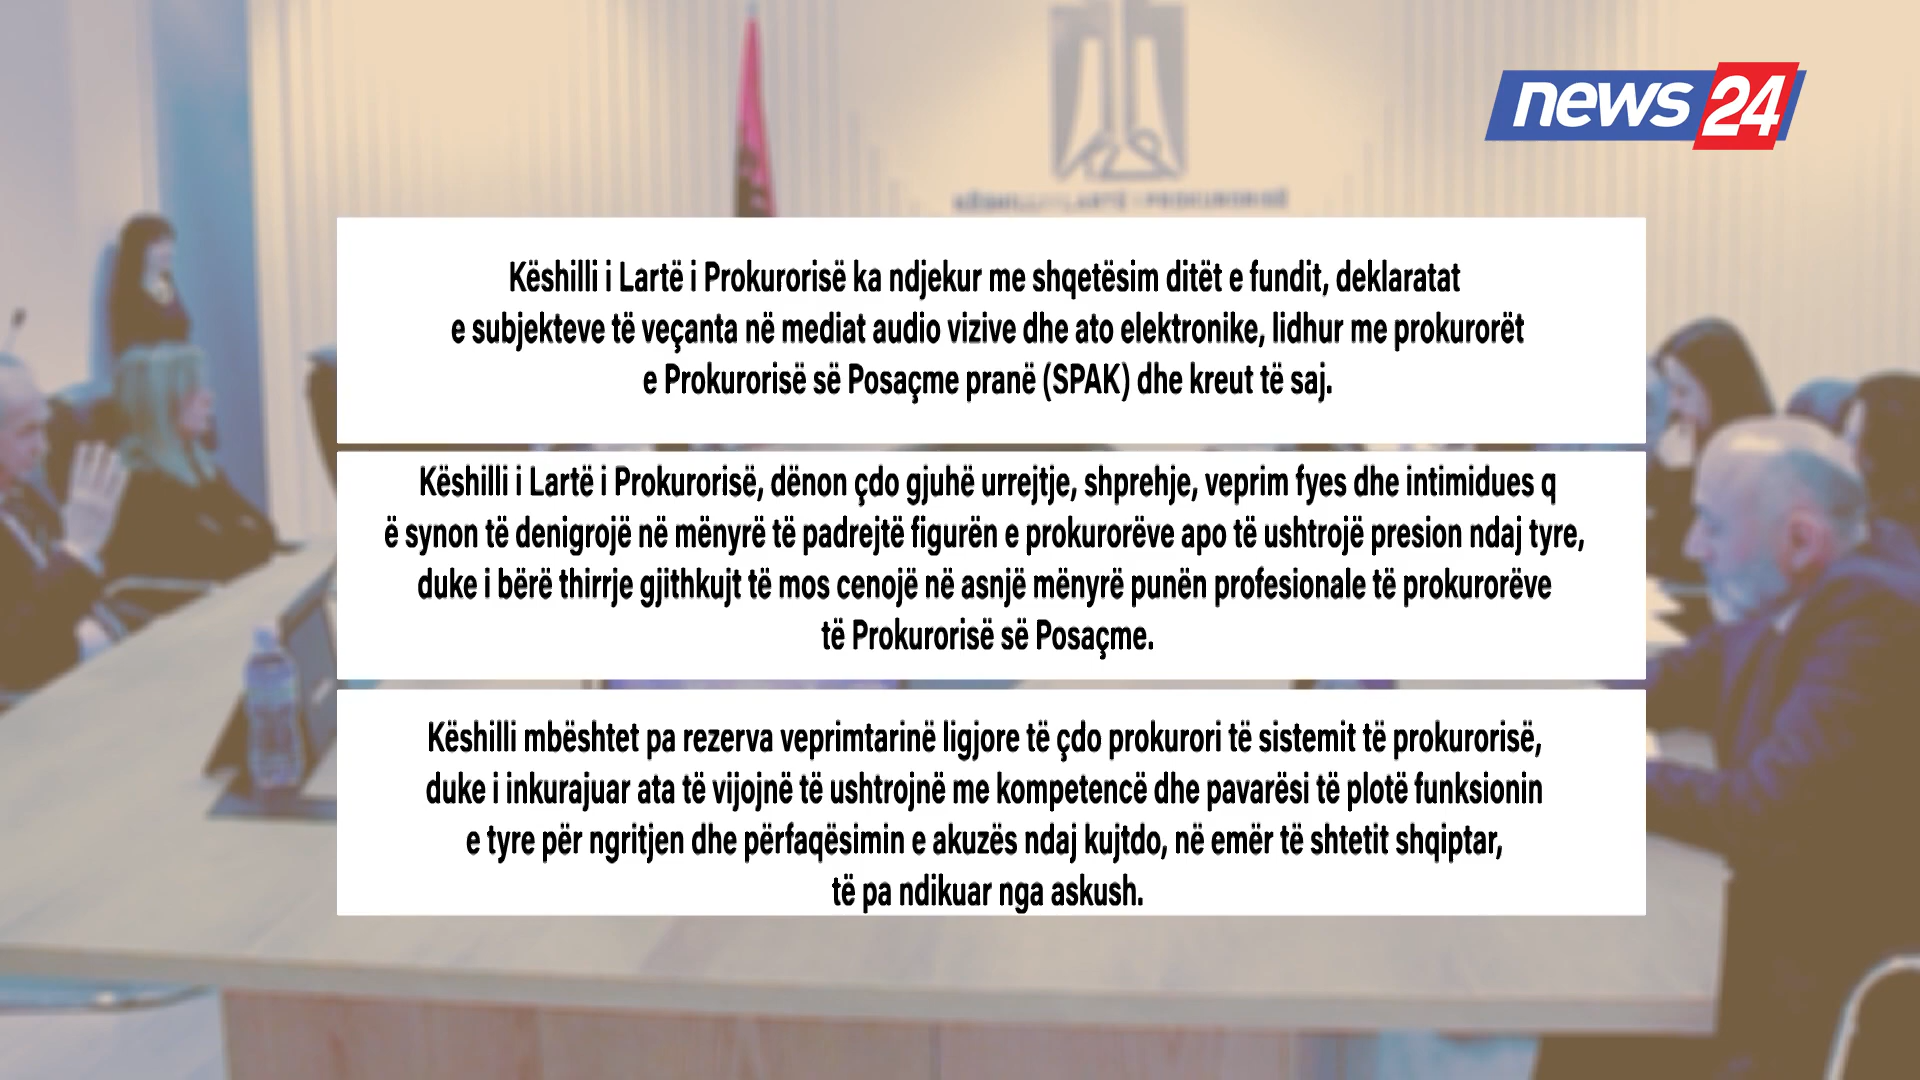 news 24
KËSHILLI I LARTË I PROKURORISË
Këshilli i Lartë i Prokurorisë ka ndjekur me shqetësim ditët e fundit, deklaratat
e subjekteve të veçanta në mediat audio vizive dhe ato elektronike, lidhur me prokurorët
e Prokurorisë së Posaçme pranë (SPAK) dhe kreut të saj.
Këshilli i Lartë i Prokurorisë, dënon çdo gjuhë urrejtje, shprehje, veprim fyes dhe intimidues q
ë synon të denigrojë në mënyrë të padrejtë figurën e prokurorëve apo të ushtrojë presion ndaj tyre,
duke i bërë thirrje gjithkujt të mos cenojë në asnjë mënyrë punën profesionale të prokurorëve
të Prokurorisë së Posaçme.
Këshilli mbështet pa rezerva veprimtarinë ligjore të çdo prokurori të sistemit të prokurorisë,
duke i inkurajuar ata të vijojnë të ushtrojnë me kompetencë dhe pavarësi të plotë funksionin
e tyre për ngritjen dhe përfaqësimin e akuzës ndaj kujtdo, në emër të shtetit shqiptar,
të pa ndikuar nga askush.